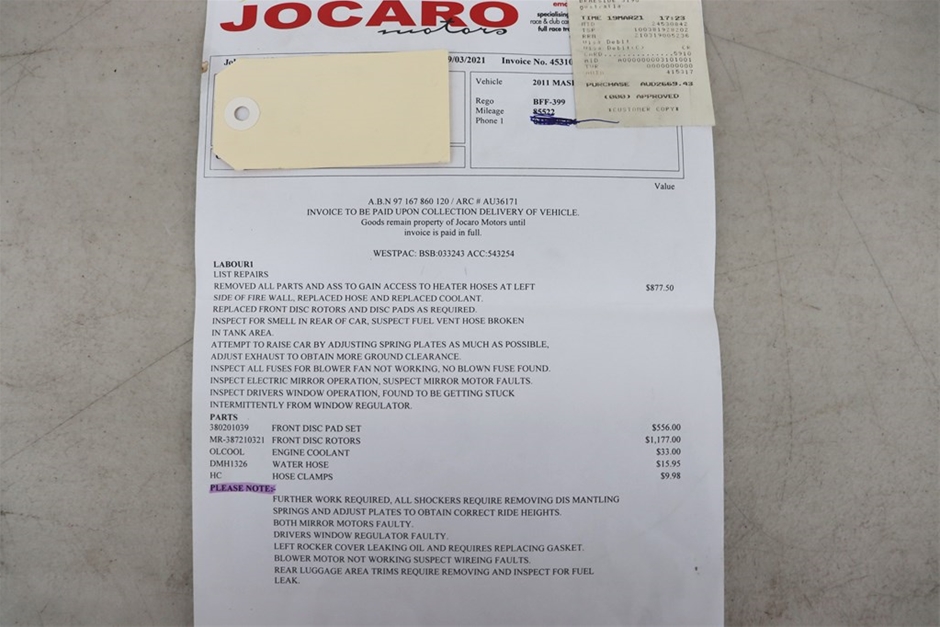 JOCARO
motors
specialising
race & club ca
full race tra
TIME 19MAR21 17:23
Visa Debit
PURCHASE AUD2669.43
(000) APPROVED
*CUSTOMER COPY*
9/03/2021 Invoice No. 45310
Vehicle 2011 MASE
Rego BFF-399
Mileage 85522
Phone 1
Value
A.B.N 97 167 860 120 / ARC # AU36171
INVOICE TO BE PAID UPON COLLECTION DELIVERY OF VEHICLE.
Goods remain property of Jocaro Motors until
invoice is paid in full.
WESTPAC: BSB:033243 ACC:543254
LABOUR1
LIST REPAIRS
REMOVED ALL PARTS AND ASS TO GAIN ACCESS TO HEATER HOSES AT LEFT $877.50
SIDE OF FIRE WALL, REPLACED HOSE AND REPLACED COOLANT.
REPLACED FRONT DISC ROTORS AND DISC PADS AS REQUIRED.
INSPECT FOR SMELL IN REAR OF CAR, SUSPECT FUEL VENT HOSE BROKEN
IN TANK AREA.
ATTEMPT TO RAISE CAR BY ADJUSTING SPRING PLATES AS MUCH AS POSSIBLE,
ADJUST EXHAUST TO OBTAIN MORE GROUND CLEARANCE.
INSPECT ALL FUSES FOR BLOWER FAN NOT WORKING, NO BLOWN FUSE FOUND.
INSPECT ELECTRIC MIRROR OPERATION, SUSPECT MIRROR MOTOR FAULTS.
INSPECT DRIVERS WINDOW OPERATION, FOUND TO BE GETTING STUCK
INTERMITTENTLY FROM WINDOW REGULATOR.
PARTS
380201039 FRONT DISC PAD SET $556.00
MR-387210321 FRONT DISC ROTORS $1,177.00
OLCOOL ENGINE COOLANT $33.00
DMH1326 WATER HOSE $15.95
HC HOSE CLAMPS $9.98
PLEASE NOTE:-
FURTHER WORK REQUIRED, ALL SHOCKERS REQUIRE REMOVING DIS MANTLING
SPRINGS AND ADJUST PLATES TO OBTAIN CORRECT RIDE HEIGHTS.
BOTH MIRROR MOTORS FAULTY.
DRIVERS WINDOW REGULATOR FAULTY.
LEFT ROCKER COVER LEAKING OIL AND REQUIRES REPLACING GASKET.
BLOWER MOTOR NOT WORKING SUSPECT WIREING FAULTS.
REAR LUGGAGE AREA TRIMS REQUIRE REMOVING AND INSPECT FOR FUEL
LEAK.